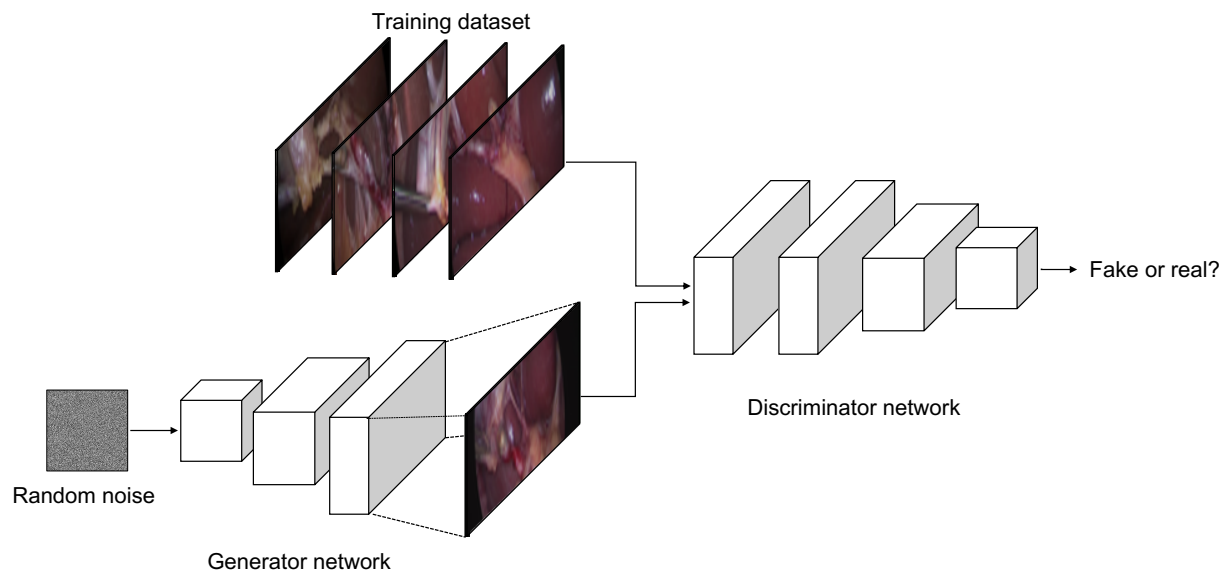 Training dataset
Fake or real?
Discriminator network
Random noise
Generator network